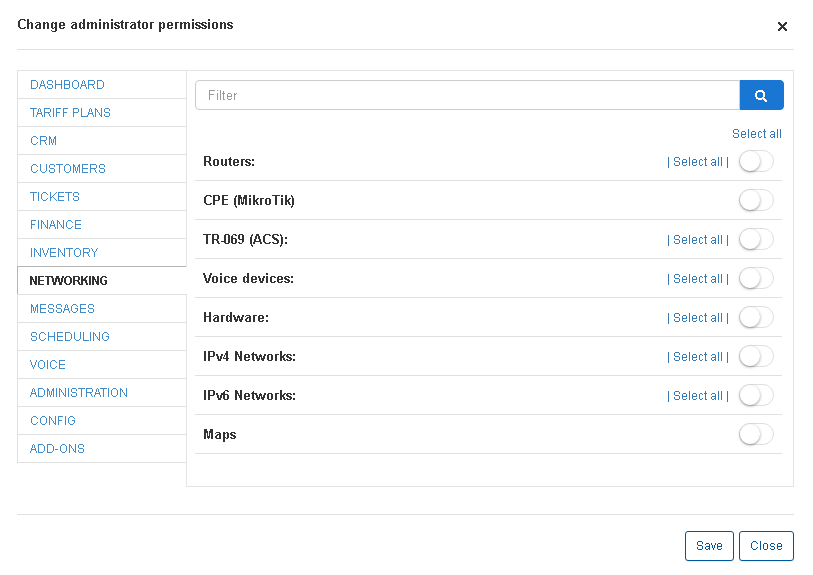 Change administrator permissions
×
DASHBOARD
TARIFF PLANS
CRM
CUSTOMERS
TICKETS
FINANCE
INVENTORY
NETWORKING
MESSAGES
SCHEDULING
VOICE
ADMINISTRATION
CONFIG
ADD-ONS
Filter
Select all
Routers: | Select all |
CPE (MikroTik)
TR-069 (ACS): | Select all |
Voice devices: | Select all |
Hardware: | Select all |
IPv4 Networks: | Select all |
IPv6 Networks: | Select all |
Maps
Save Close